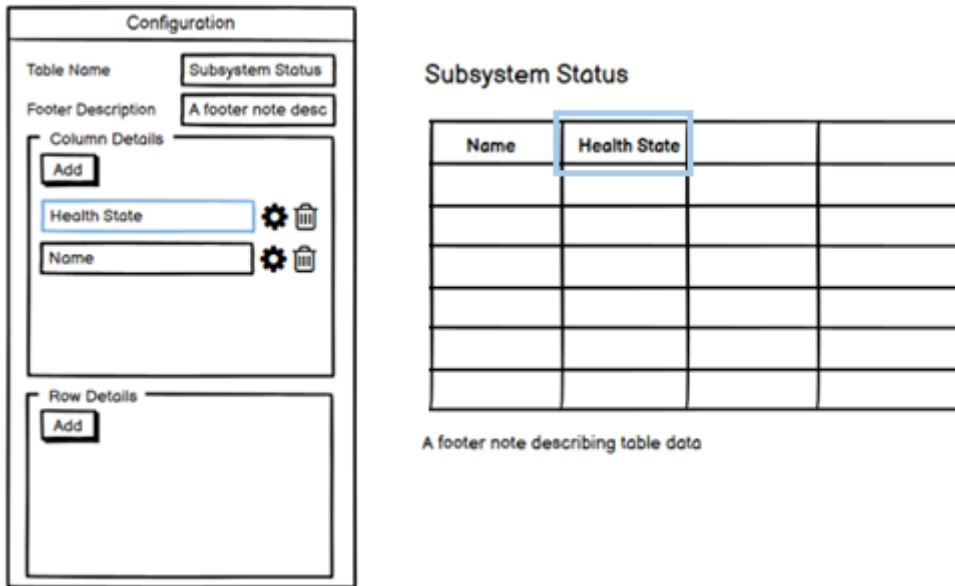 Configuration
Table Name
Subsystem Status
Footer Description
A footer note desc
Column Details
Add
Health State
Name
Row Details
Add
Subsystem Status
Name
Health State
A footer note describing table data